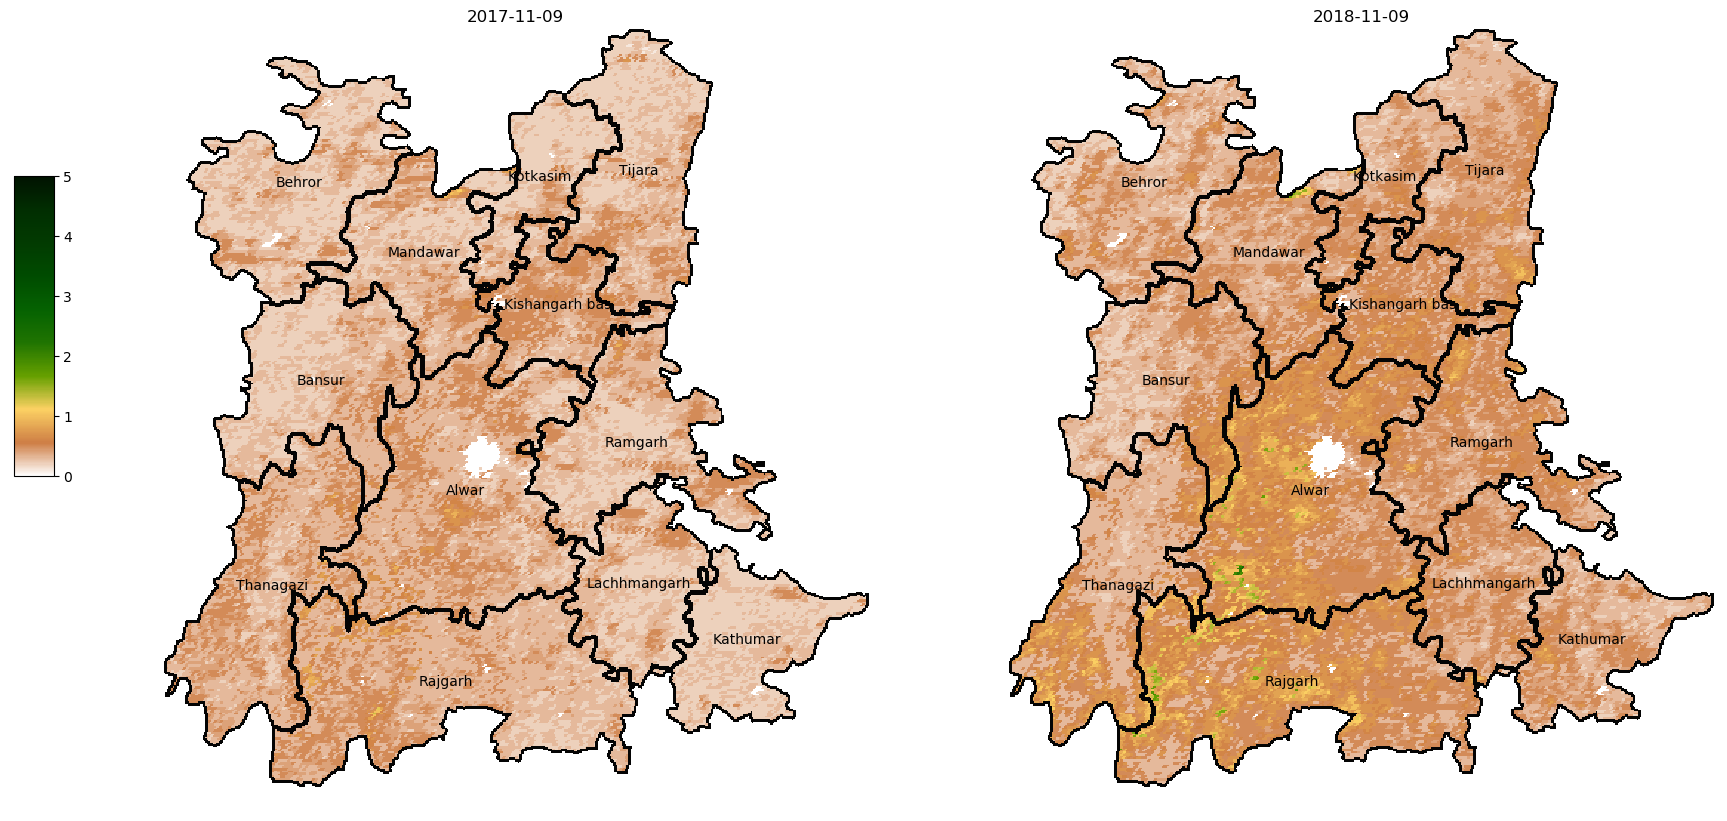 2017-11-09
2018-11-09
5
4
3
2
1
0
Behror
Kotkasim
Tijara
Mandawar
Kishangarh bas
Bansur
Ramgarh
Alwar
Thanagazi
Lachhmangarh
Kathumar
Rajgarh
Behror
Kotkasim
Tijara
Mandawar
Kishangarh bas
Bansur
Ramgarh
Alwar
Thanagazi
Lachhmangarh
Kathumar
Rajgarh